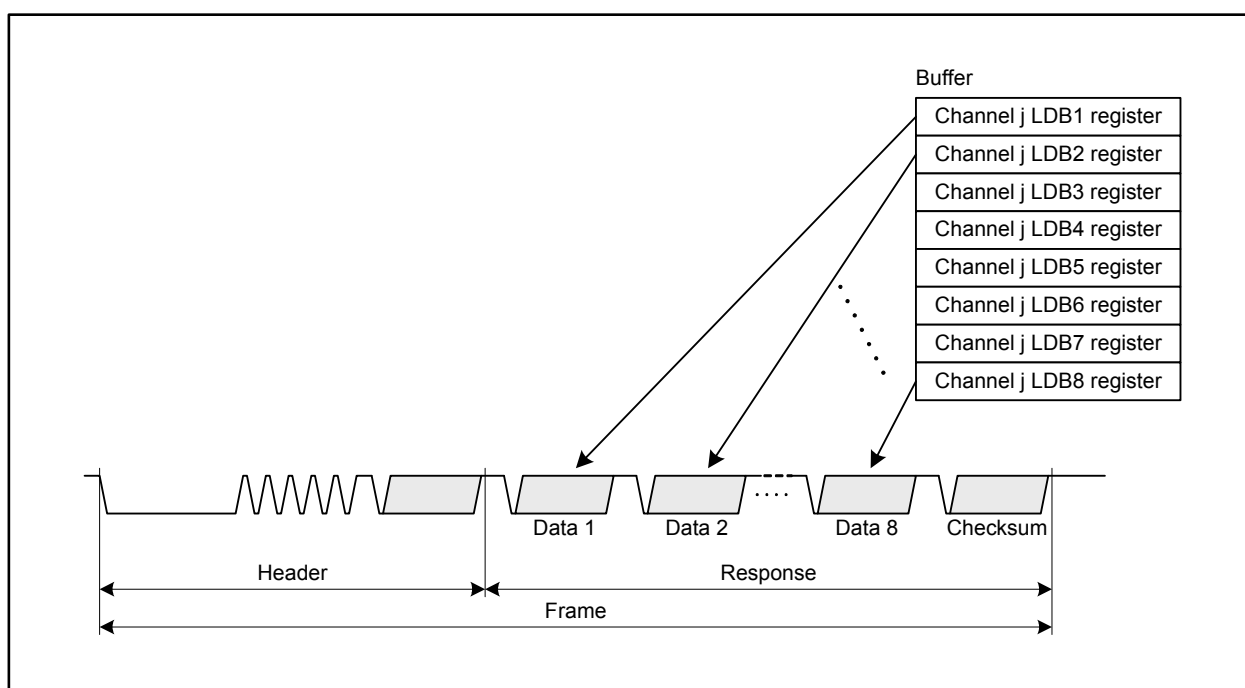 Buffer
Channel j LDB1 register
Channel j LDB2 register
Channel j LDB3 register
Channel j LDB4 register
Channel j LDB5 register
Channel j LDB6 register
Channel j LDB7 register
Channel j LDB8 register
Data 1
Data 2
Data 8
Checksum
Header
Response
Frame